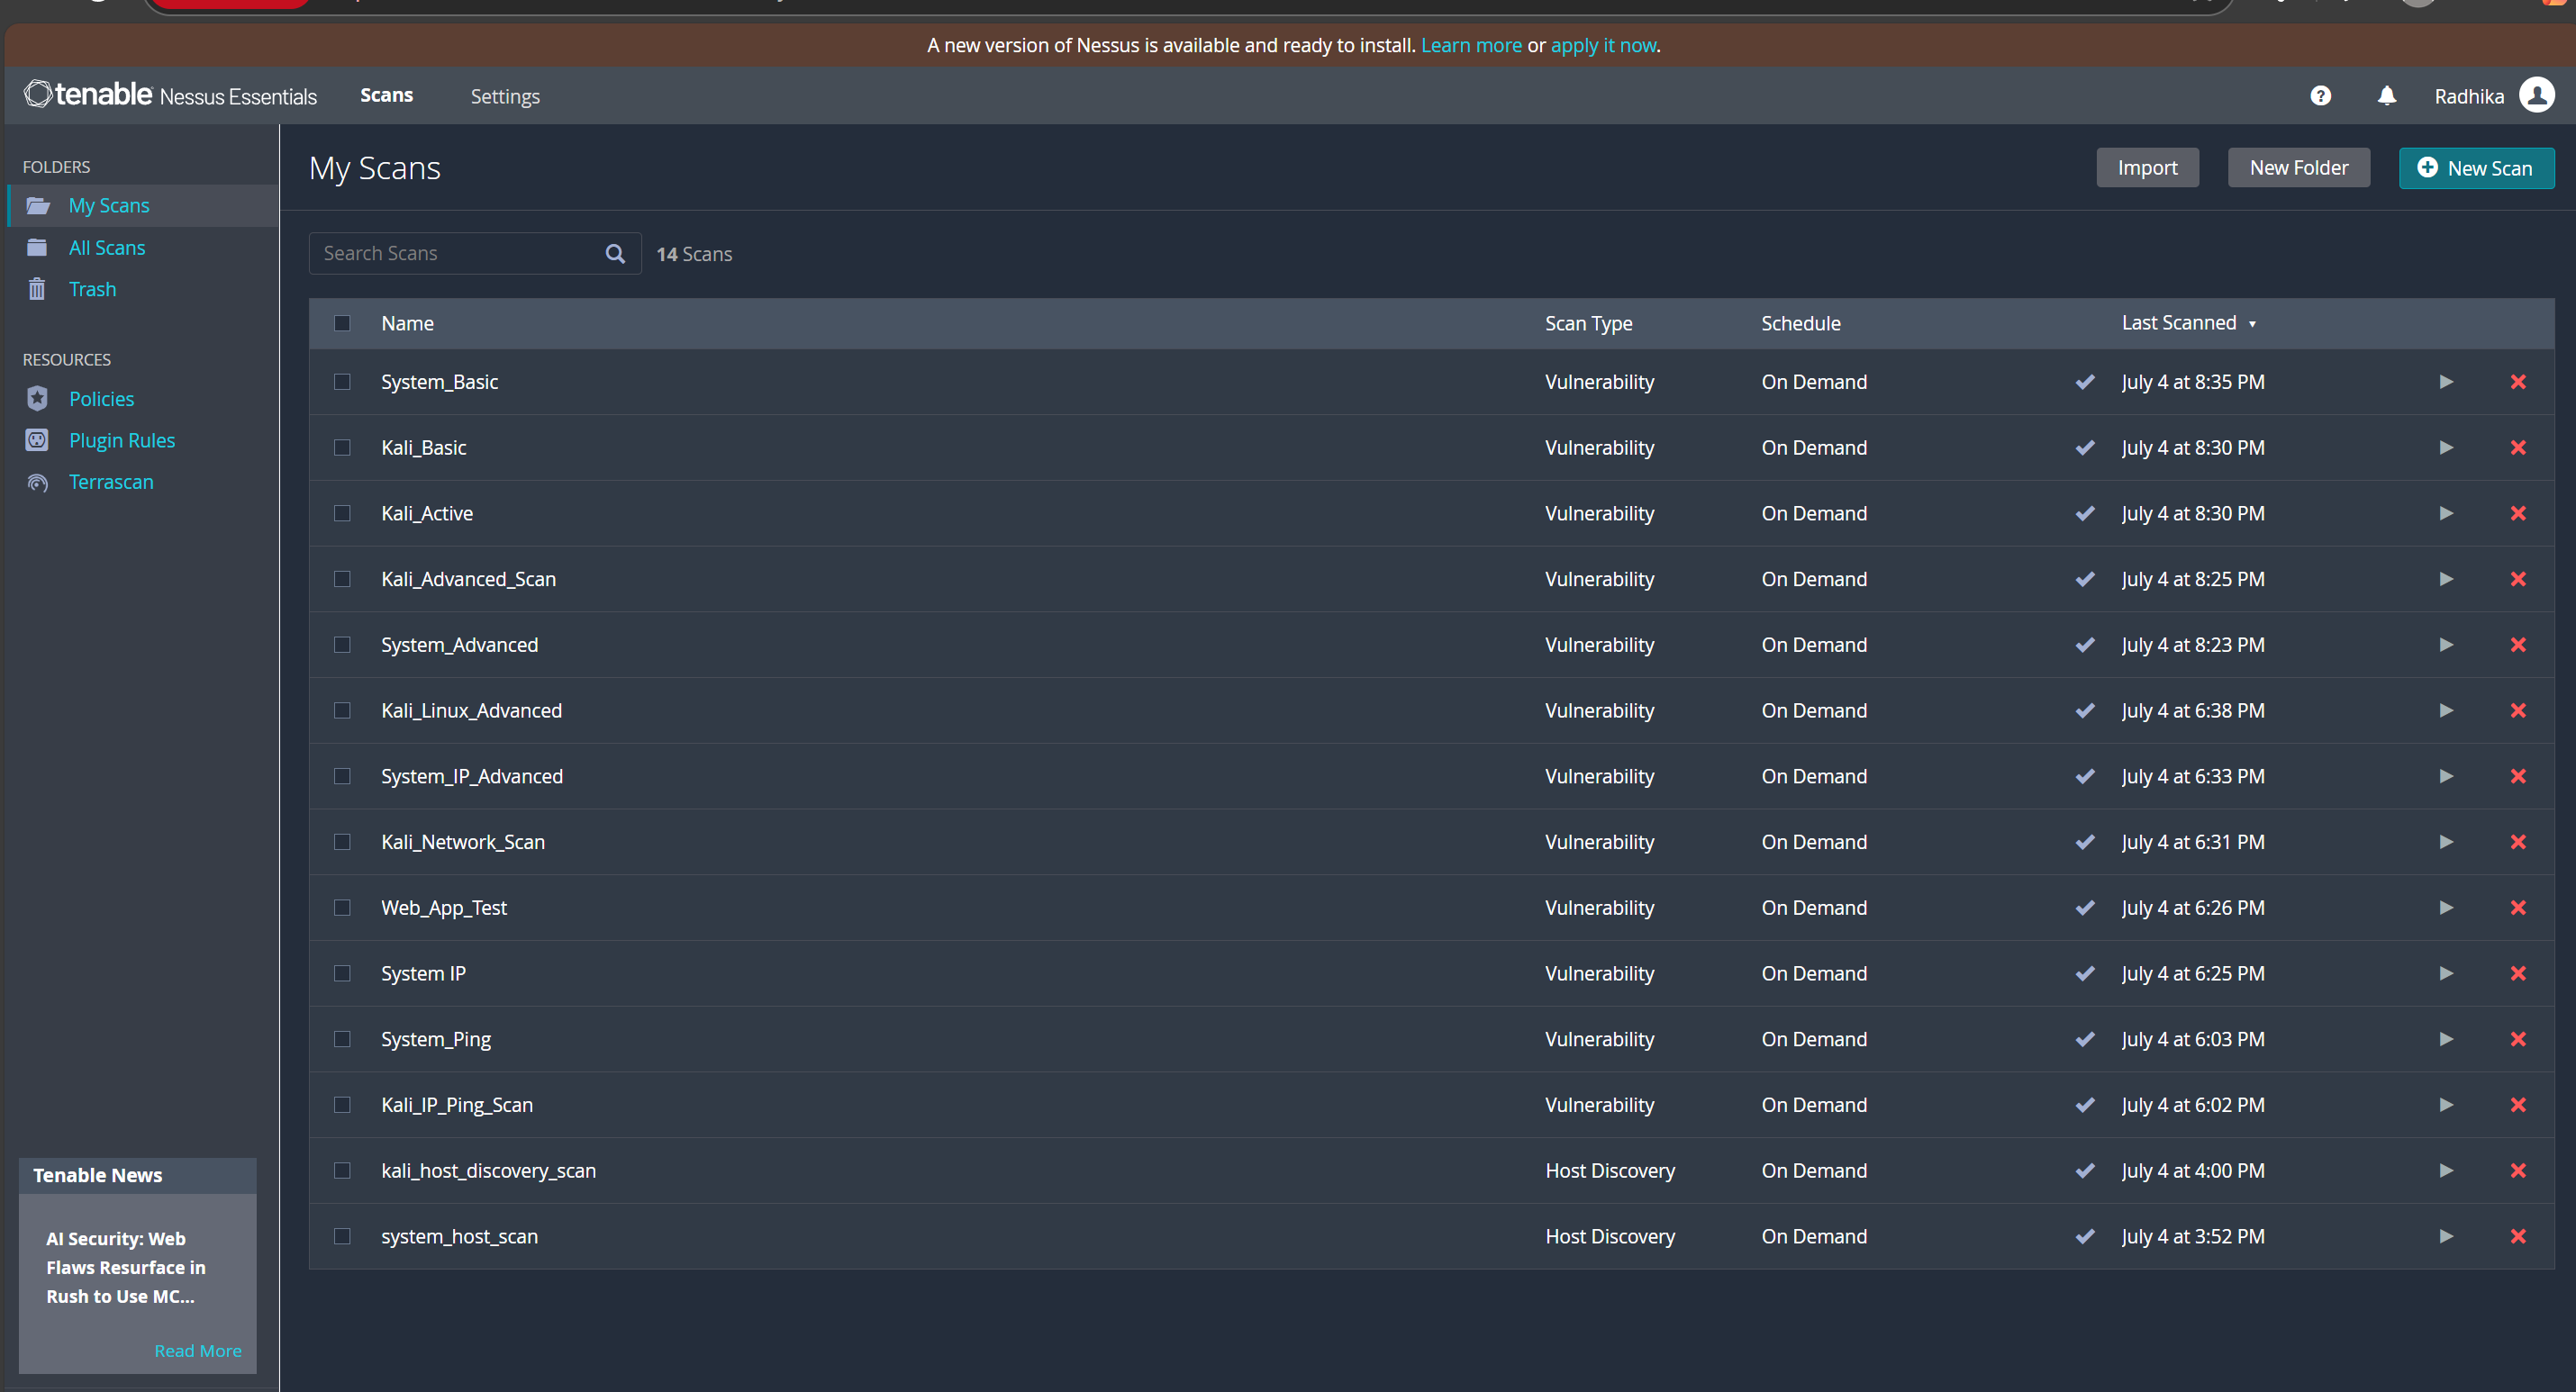 A new version of Nessus is available and ready to install. Learn more or apply it now.
tenable Nessus Essentials Scans Settings Radhika
FOLDERS
My Scans
All Scans
Trash
RESOURCES
Policies
Plugin Rules
Terrascan
Tenable News
AI Security: Web
Flaws Resurface in
Rush to Use MC...
Read More
My Scans Import New Folder New Scan
Search Scans 14 Scans
Name Scan Type Schedule Last Scanned
System_Basic Vulnerability On Demand July 4 at 8:35 PM
Kali_Basic Vulnerability On Demand July 4 at 8:30 PM
Kali_Active Vulnerability On Demand July 4 at 8:30 PM
Kali_Advanced_Scan Vulnerability On Demand July 4 at 8:25 PM
System_Advanced Vulnerability On Demand July 4 at 8:23 PM
Kali_Linux_Advanced Vulnerability On Demand July 4 at 6:38 PM
System_IP_Advanced Vulnerability On Demand July 4 at 6:33 PM
Kali_Network_Scan Vulnerability On Demand July 4 at 6:31 PM
Web_App_Test Vulnerability On Demand July 4 at 6:26 PM
System IP Vulnerability On Demand July 4 at 6:25 PM
System_Ping Vulnerability On Demand July 4 at 6:03 PM
Kali_IP_Ping_Scan Vulnerability On Demand July 4 at 6:02 PM
kali_host_discovery_scan Host Discovery On Demand July 4 at 4:00 PM
system_host_scan Host Discovery On Demand July 4 at 3:52 PM